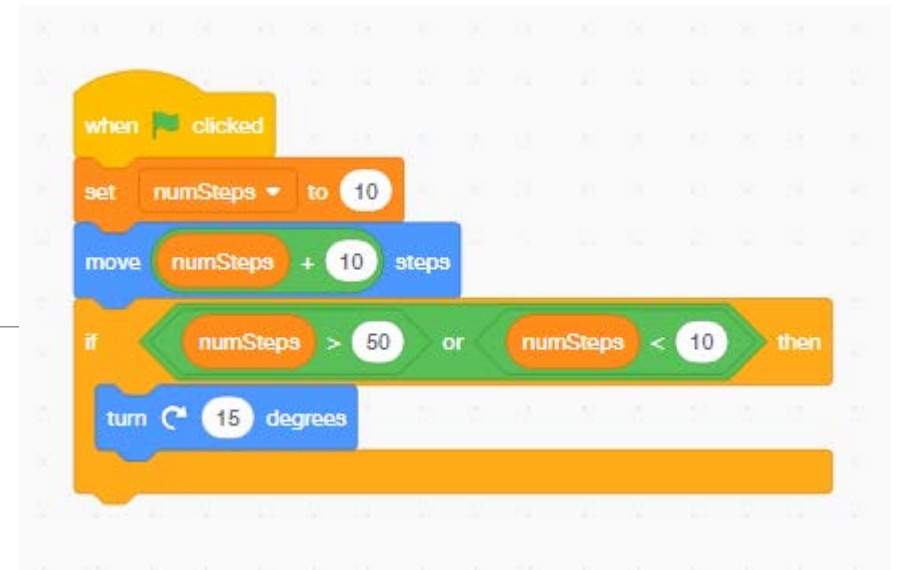 when clicked
set numSteps to 10
move numSteps + 10 steps
if numSteps > 50 or numSteps < 10 then
turn 15 degrees